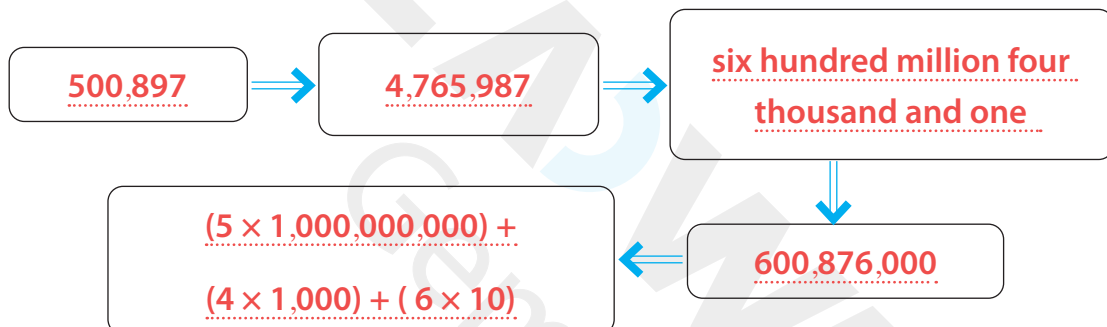 500,897
4,765,987
six hundred million four
thousand and one
600,876,000
(5 × 1,000,000,000) +
(4 × 1,000) + ( 6 × 10)